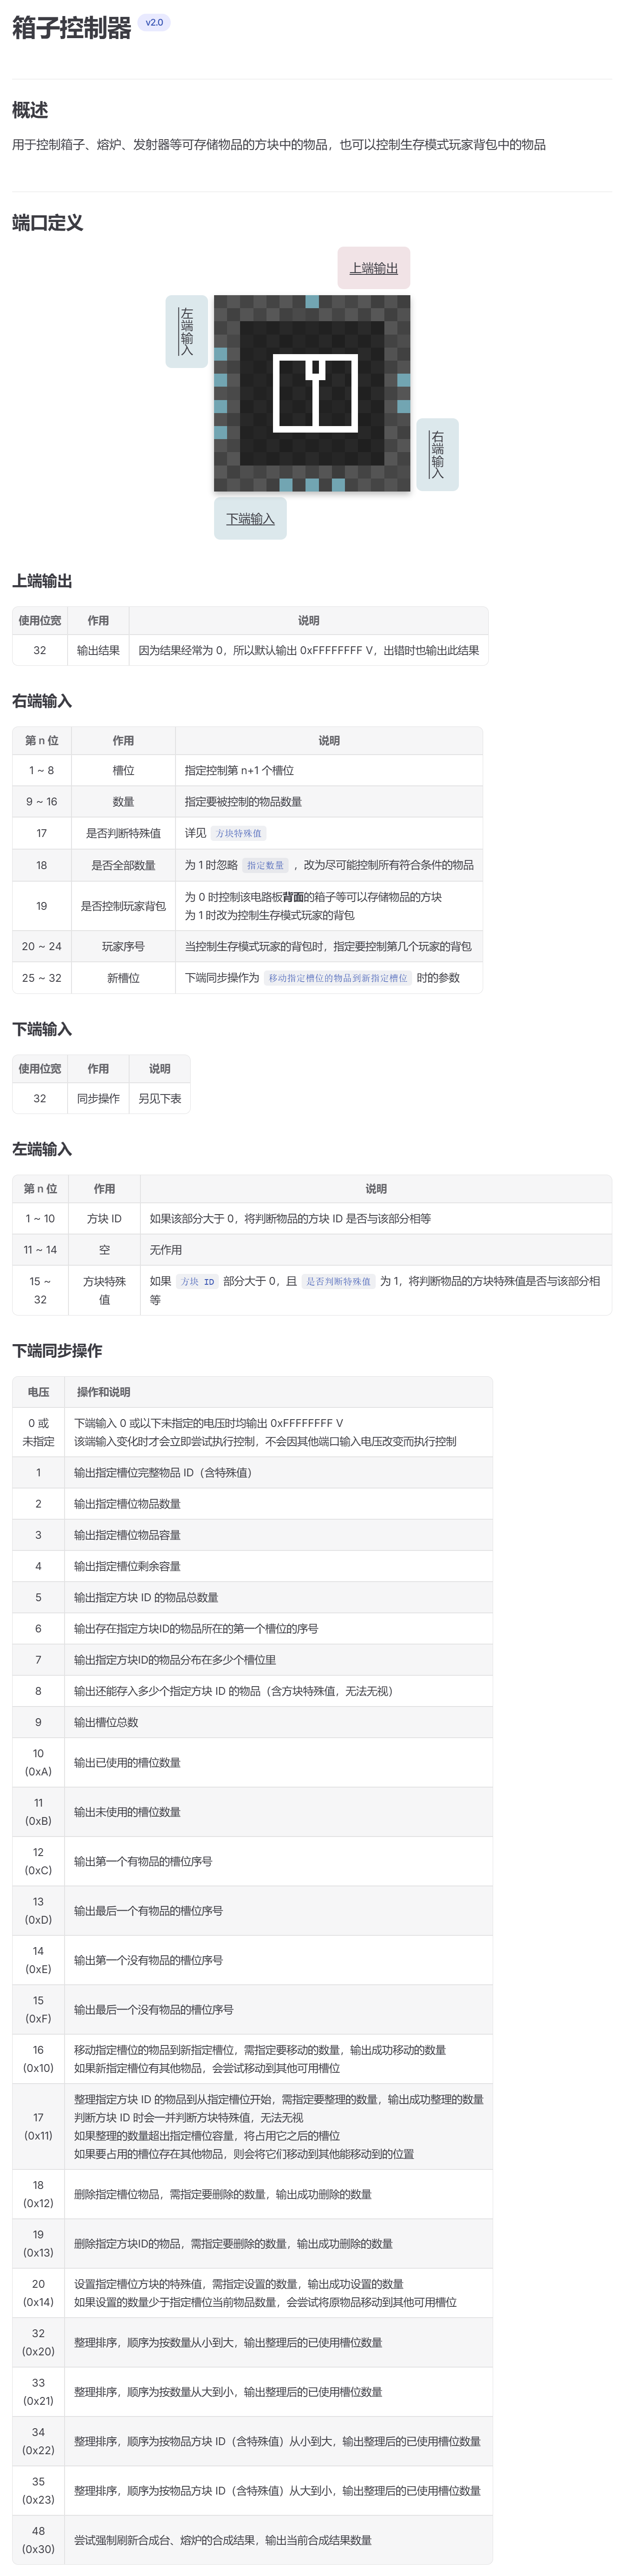 箱子控制器 v2.0
概述
用于控制箱子、熔炉、发射器等可存储物品的方块中的物品，也可以控制生存模式玩家背包中的物品
端口定义
上端输出
左端输入
右端输入
下端输入
上端输出
使用位宽 作用 说明
32 输出结果 因为结果经常为 0，所以默认输出 0xFFFFFFFF V，出错时也输出此结果
右端输入
第 n 位 作用 说明
1 ~ 8 槽位 指定控制第 n+1 个槽位
9 ~ 16 数量 指定要被控制的物品数量
17 是否判断特殊值 详见 方块特殊值
18 是否全部数量 为 1 时忽略 指定数量 ，改为尽可能控制所有符合条件的物品
19 是否控制玩家背包 为 0 时控制该电路板背面的箱子等可以存储物品的方块
为 1 时改为控制生存模式玩家的背包
20 ~ 24 玩家序号 当控制生存模式玩家的背包时，指定要控制第几个玩家的背包
25 ~ 32 新槽位 下端同步操作为 移动指定槽位的物品到新指定槽位 时的参数
下端输入
使用位宽 作用 说明
32 同步操作 另见下表
左端输入
第 n 位 作用 说明
1 ~ 10 方块 ID 如果该部分大于 0，将判断物品的方块 ID 是否与该部分相等
11 ~ 14 空 无作用
15 ~ 方块特殊 如果 方块 ID 部分大于 0，且 是否判断特殊值 为 1，将判断物品的方块特殊值是否与该部分相
32 值 等
下端同步操作
电压 操作和说明
0 或 下端输入 0 或以下未指定的电压时均输出 0xFFFFFFFF V
未指定 该端输入变化时才会立即尝试执行控制，不会因其他端口输入电压改变而执行控制
1 输出指定槽位完整物品 ID（含特殊值）
2 输出指定槽位物品数量
3 输出指定槽位物品容量
4 输出指定槽位剩余容量
5 输出指定方块 ID 的物品总数量
6 输出存在指定方块ID的物品所在的第一个槽位的序号
7 输出指定方块ID的物品分布在多少个槽位里
8 输出还能存入多少个指定方块 ID 的物品（含方块特殊值，无法无视）
9 输出槽位总数
10
(0xA) 输出已使用的槽位数量
11
(0xB) 输出未使用的槽位数量
12
(0xC) 输出第一个有物品的槽位序号
13
(0xD) 输出最后一个有物品的槽位序号
14
(0xE) 输出第一个没有物品的槽位序号
15
(0xF) 输出最后一个没有物品的槽位序号
16 移动指定槽位的物品到新指定槽位，需指定要移动的数量，输出成功移动的数量
(0x10) 如果新指定槽位有其他物品，会尝试移动到其他可用槽位
整理指定方块 ID 的物品到从指定槽位开始，需指定要整理的数量，输出成功整理的数量
17 判断方块 ID 时会一并判断方块特殊值，无法无视
(0x11) 如果整理的数量超出指定槽位容量，将占用它之后的槽位
如果要占用的槽位存在其他物品，则会将它们移动到其他能移动到的位置
18
(0x12) 删除指定槽位物品，需指定要删除的数量，输出成功删除的数量
19
(0x13) 删除指定方块ID的物品，需指定要删除的数量，输出成功删除的数量
20 设置指定槽位方块的特殊值，需指定设置的数量，输出成功设置的数量
(0x14) 如果设置的数量少于指定槽位当前物品数量，会尝试将原物品移动到其他可用槽位
32
(0x20) 整理排序，顺序为按数量从小到大，输出整理后的已使用槽位数量
33
(0x21) 整理排序，顺序为按数量从大到小，输出整理后的已使用槽位数量
34
(0x22) 整理排序，顺序为按物品方块 ID（含特殊值）从小到大，输出整理后的已使用槽位数量
35
(0x23) 整理排序，顺序为按物品方块 ID（含特殊值）从大到小，输出整理后的已使用槽位数量
48
(0x30) 尝试强制刷新合成台、熔炉的合成结果，输出当前合成结果数量